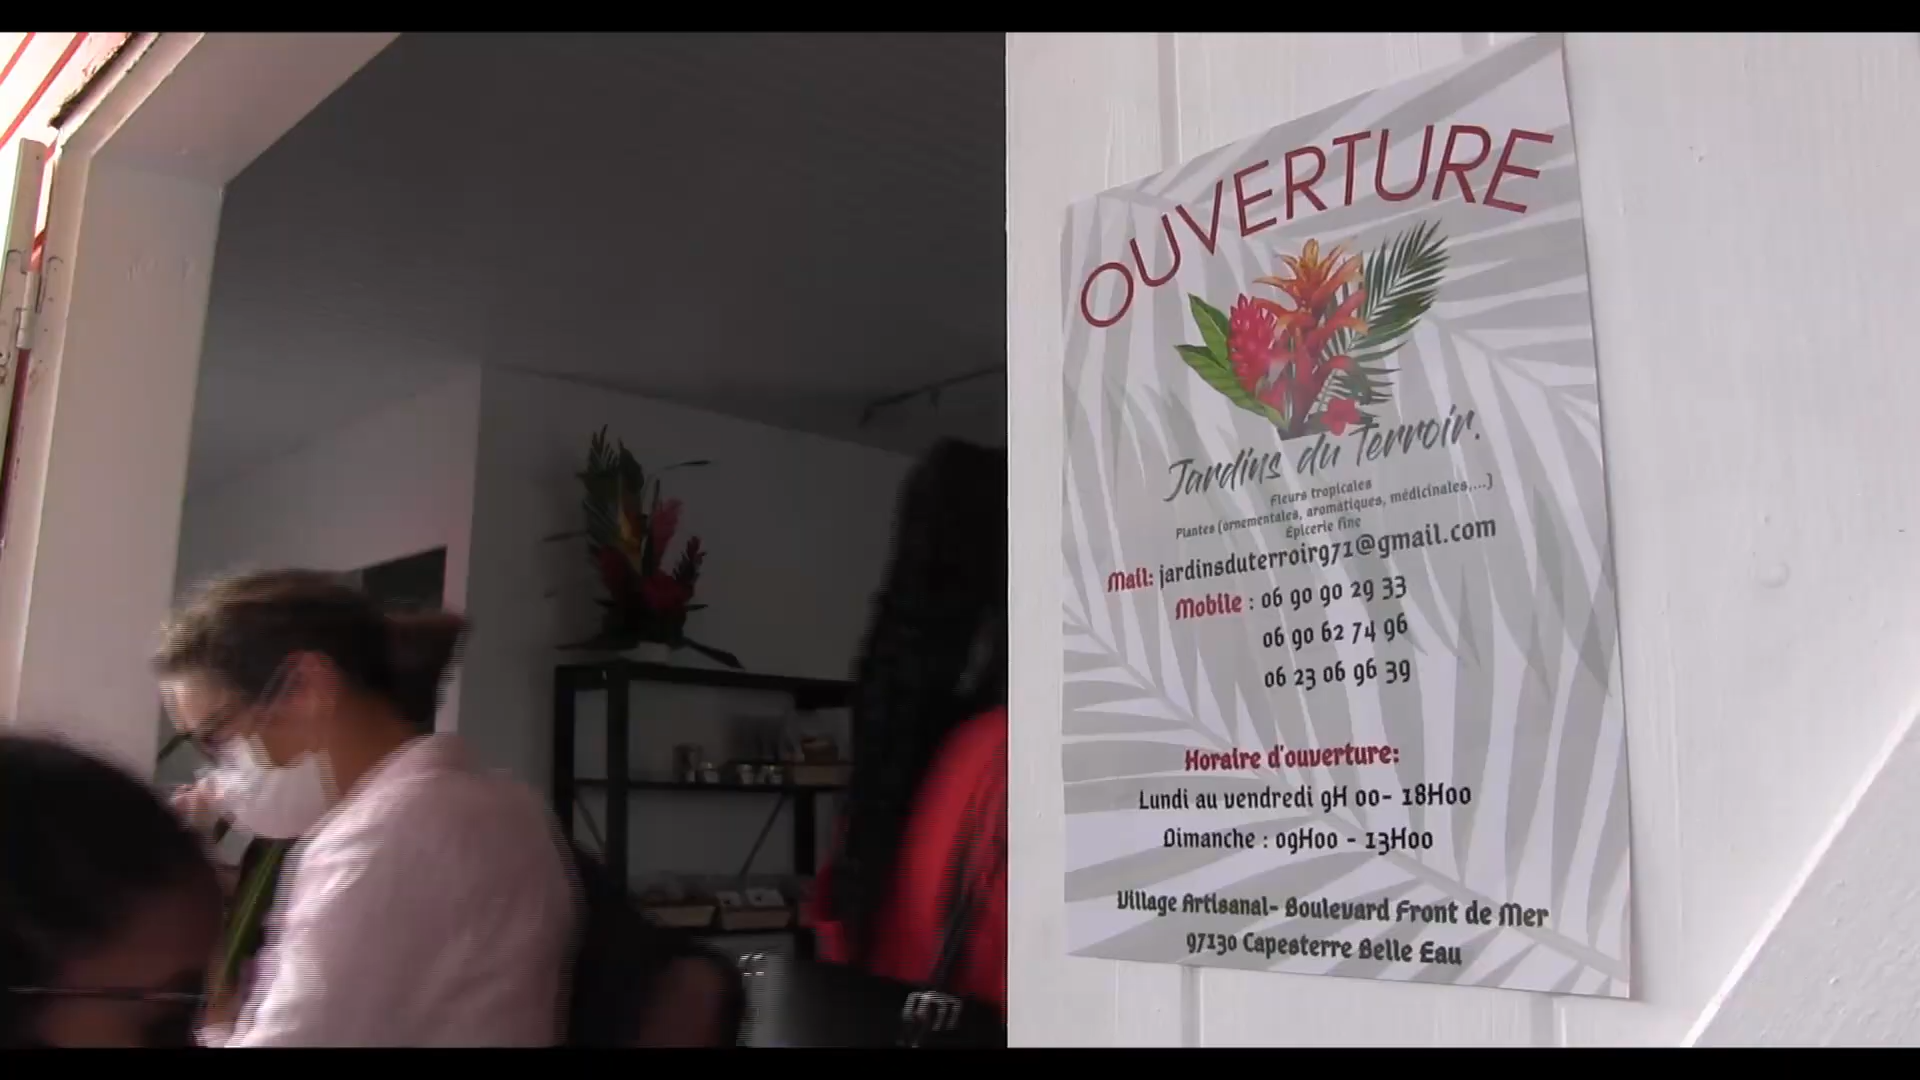 OUVERTURE
Jardins du Terroir.
Fleurs tropicales
Plantes (ornementales, aromatiques, médicinales,...)
Épicerie fine
Mail: jardinsduterroir971@gmail.com
Mobile : 06 90 90 29 33
06 90 62 74 96
06 23 06 96 39
Horaire d'ouverture:
Lundi au vendredi 9H 00- 18H00
Dimanche : 09H00 - 13H00
Village Artisanal- Boulevard Front de Mer
97130 Capesterre Belle Eau